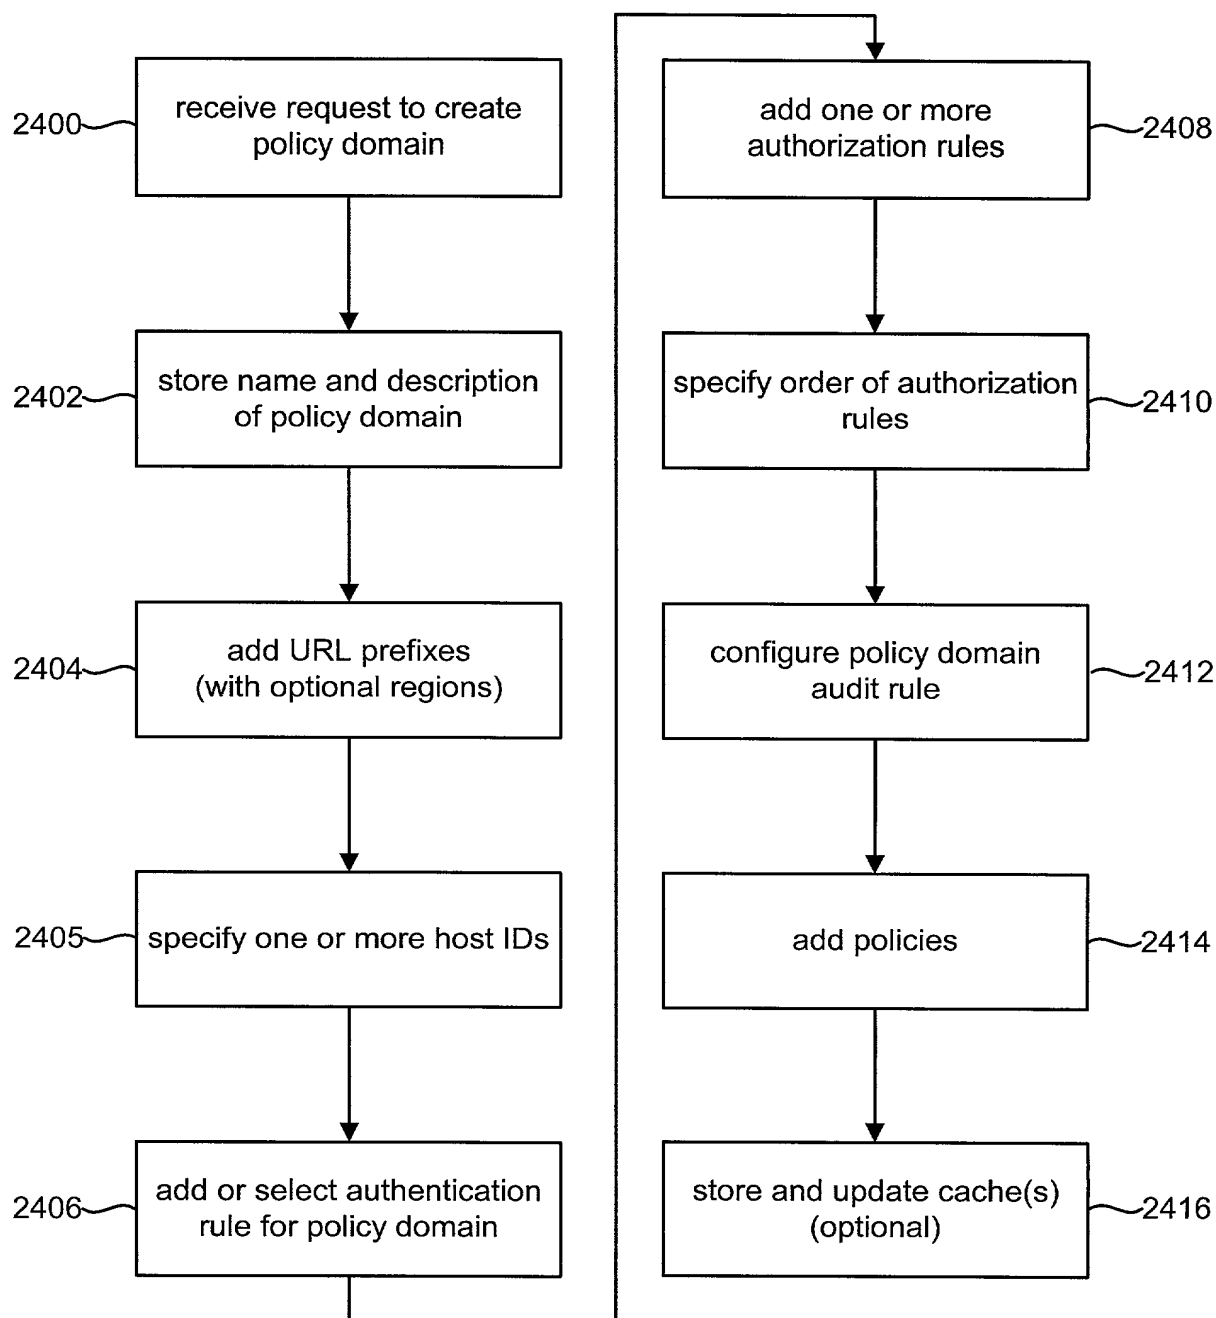 2400
receive request to create
policy domain
2402
store name and description
of policy domain
2404
add URL prefixes
(with optional regions)
2405
specify one or more host IDs
2406
add or select authentication
rule for policy domain
add one or more
authorization rules
2408
specify order of authorization
rules
2410
configure policy domain
audit rule
2412
add policies
2414
store and update cache(s)
(optional)
2416